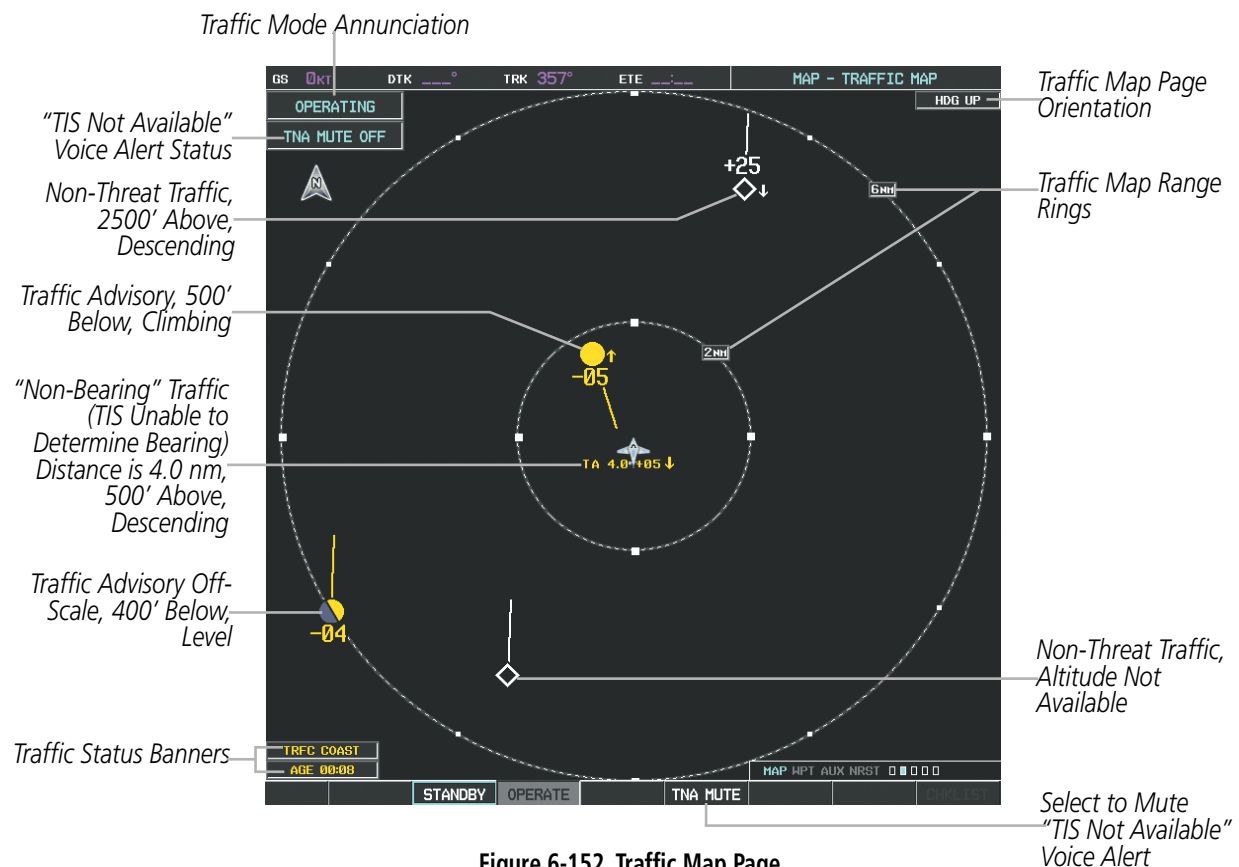 Traffic Mode Annunciation
GS 0KT DTK ___° TRK 357° ETE __:__ MAP - TRAFFIC MAP
OPERATING
HDG UP
Traffic Map Page
Orientation
"TIS Not Available"
Voice Alert Status
TNA MUTE OFF
N
Non-Threat Traffic,
2500' Above,
Descending
+25
6NM
Traffic Map Range
Rings
Traffic Advisory, 500'
Below, Climbing
2NM
-05
"Non-Bearing" Traffic
(TIS Unable to
Determine Bearing)
Distance is 4.0 nm,
500' Above,
Descending
TA 4.0 +05 ↓
Traffic Advisory Off-
Scale, 400' Below,
Level
-04
Non-Threat Traffic,
Altitude Not
Available
Traffic Status Banners
TRFC COAST
AGE 00:08
MAP WPT AUX NRST
STANDBY OPERATE TNA MUTE CHKLIST
Select to Mute
"TIS Not Available"
Voice Alert
Figure 6-152 Traffic Map Page